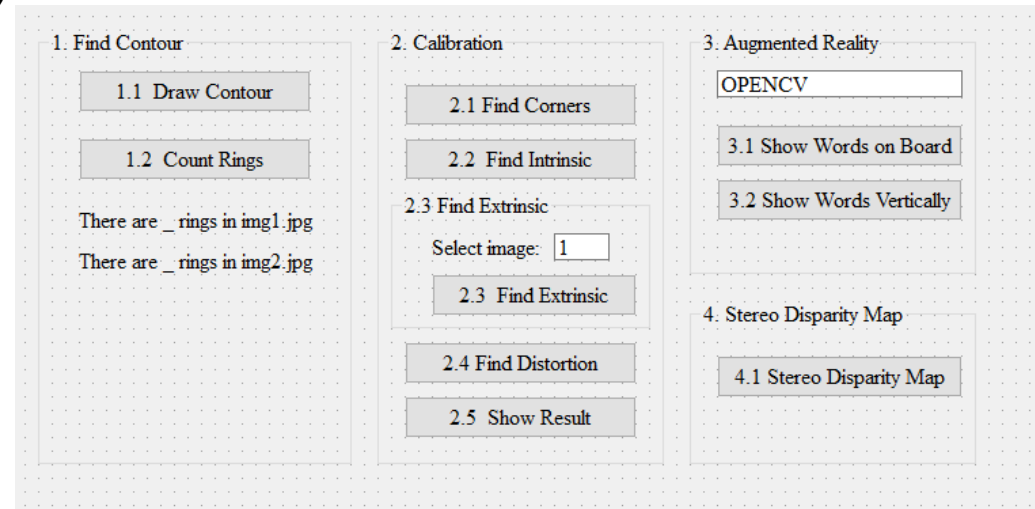 1. Find Contour
1.1 Draw Contour
1.2 Count Rings
There are _ rings in img1.jpg
There are _ rings in img2.jpg
2. Calibration
2.1 Find Corners
2.2 Find Intrinsic
2.3 Find Extrinsic
Select image: 1
2.3 Find Extrinsic
2.4 Find Distortion
2.5 Show Result
3. Augmented Reality
OPENCV
3.1 Show Words on Board
3.2 Show Words Vertically
4. Stereo Disparity Map
4.1 Stereo Disparity Map